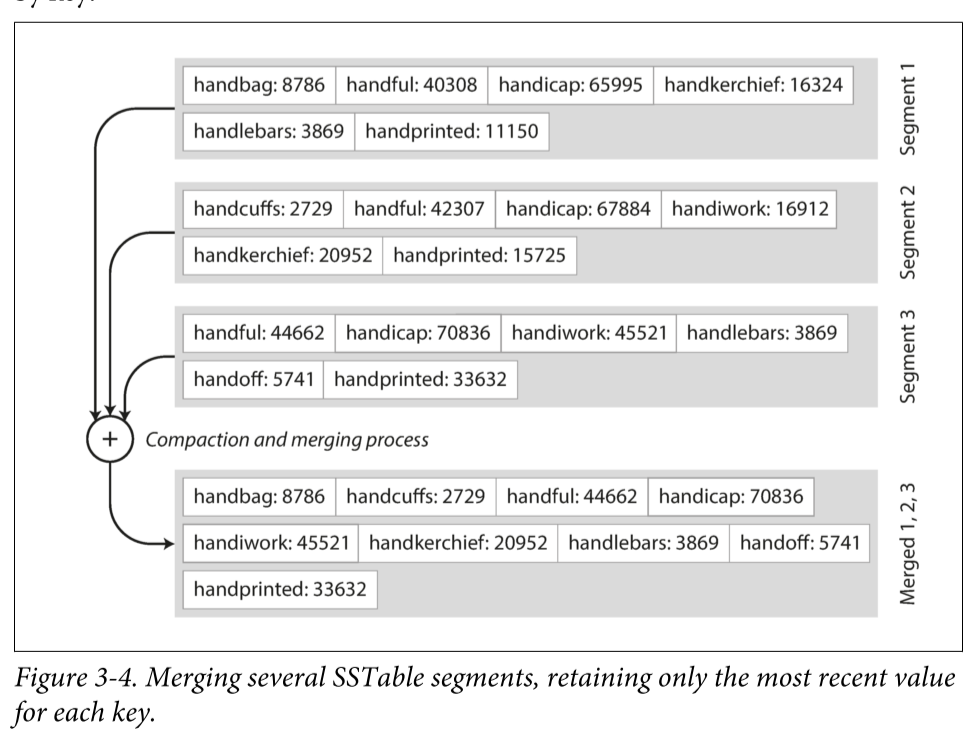 by key.
handbag: 8786 handful: 40308 handicap: 65995 handkerchief: 16324
handlebars: 3869 handprinted: 11150
Segment 1
handcuffs: 2729 handful: 42307 handicap: 67884 handiwork: 16912
handkerchief: 20952 handprinted: 15725
Segment 2
handful: 44662 handicap: 70836 handiwork: 45521 handlebars: 3869
handoff: 5741 handprinted: 33632
Segment 3
+ Compaction and merging process
handbag: 8786 handcuffs: 2729 handful: 44662 handicap: 70836
handiwork: 45521 handkerchief: 20952 handlebars: 3869 handoff: 5741
handprinted: 33632
Merged 1, 2, 3
Figure 3-4. Merging several SSTable segments, retaining only the most recent value
for each key.